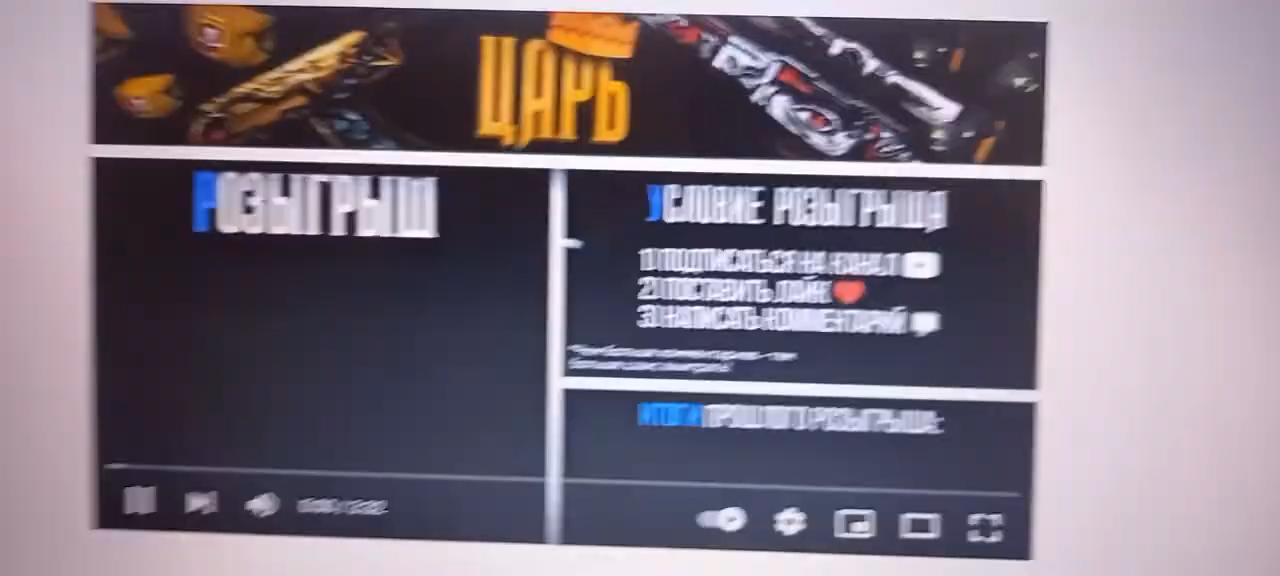 ЦАРЬ
РОЗЫГРЫШ
УСЛОВИЕ РОЗЫГРЫША
1) ПОДПИСАТЬСЯ НА КАНАЛ
2) ПОСТАВИТЬ ЛАЙК
3) НАПИСАТЬ КОММЕНТАРИЙ
ИТОГИ ПРОШЛОГО РОЗЫГРЫША: